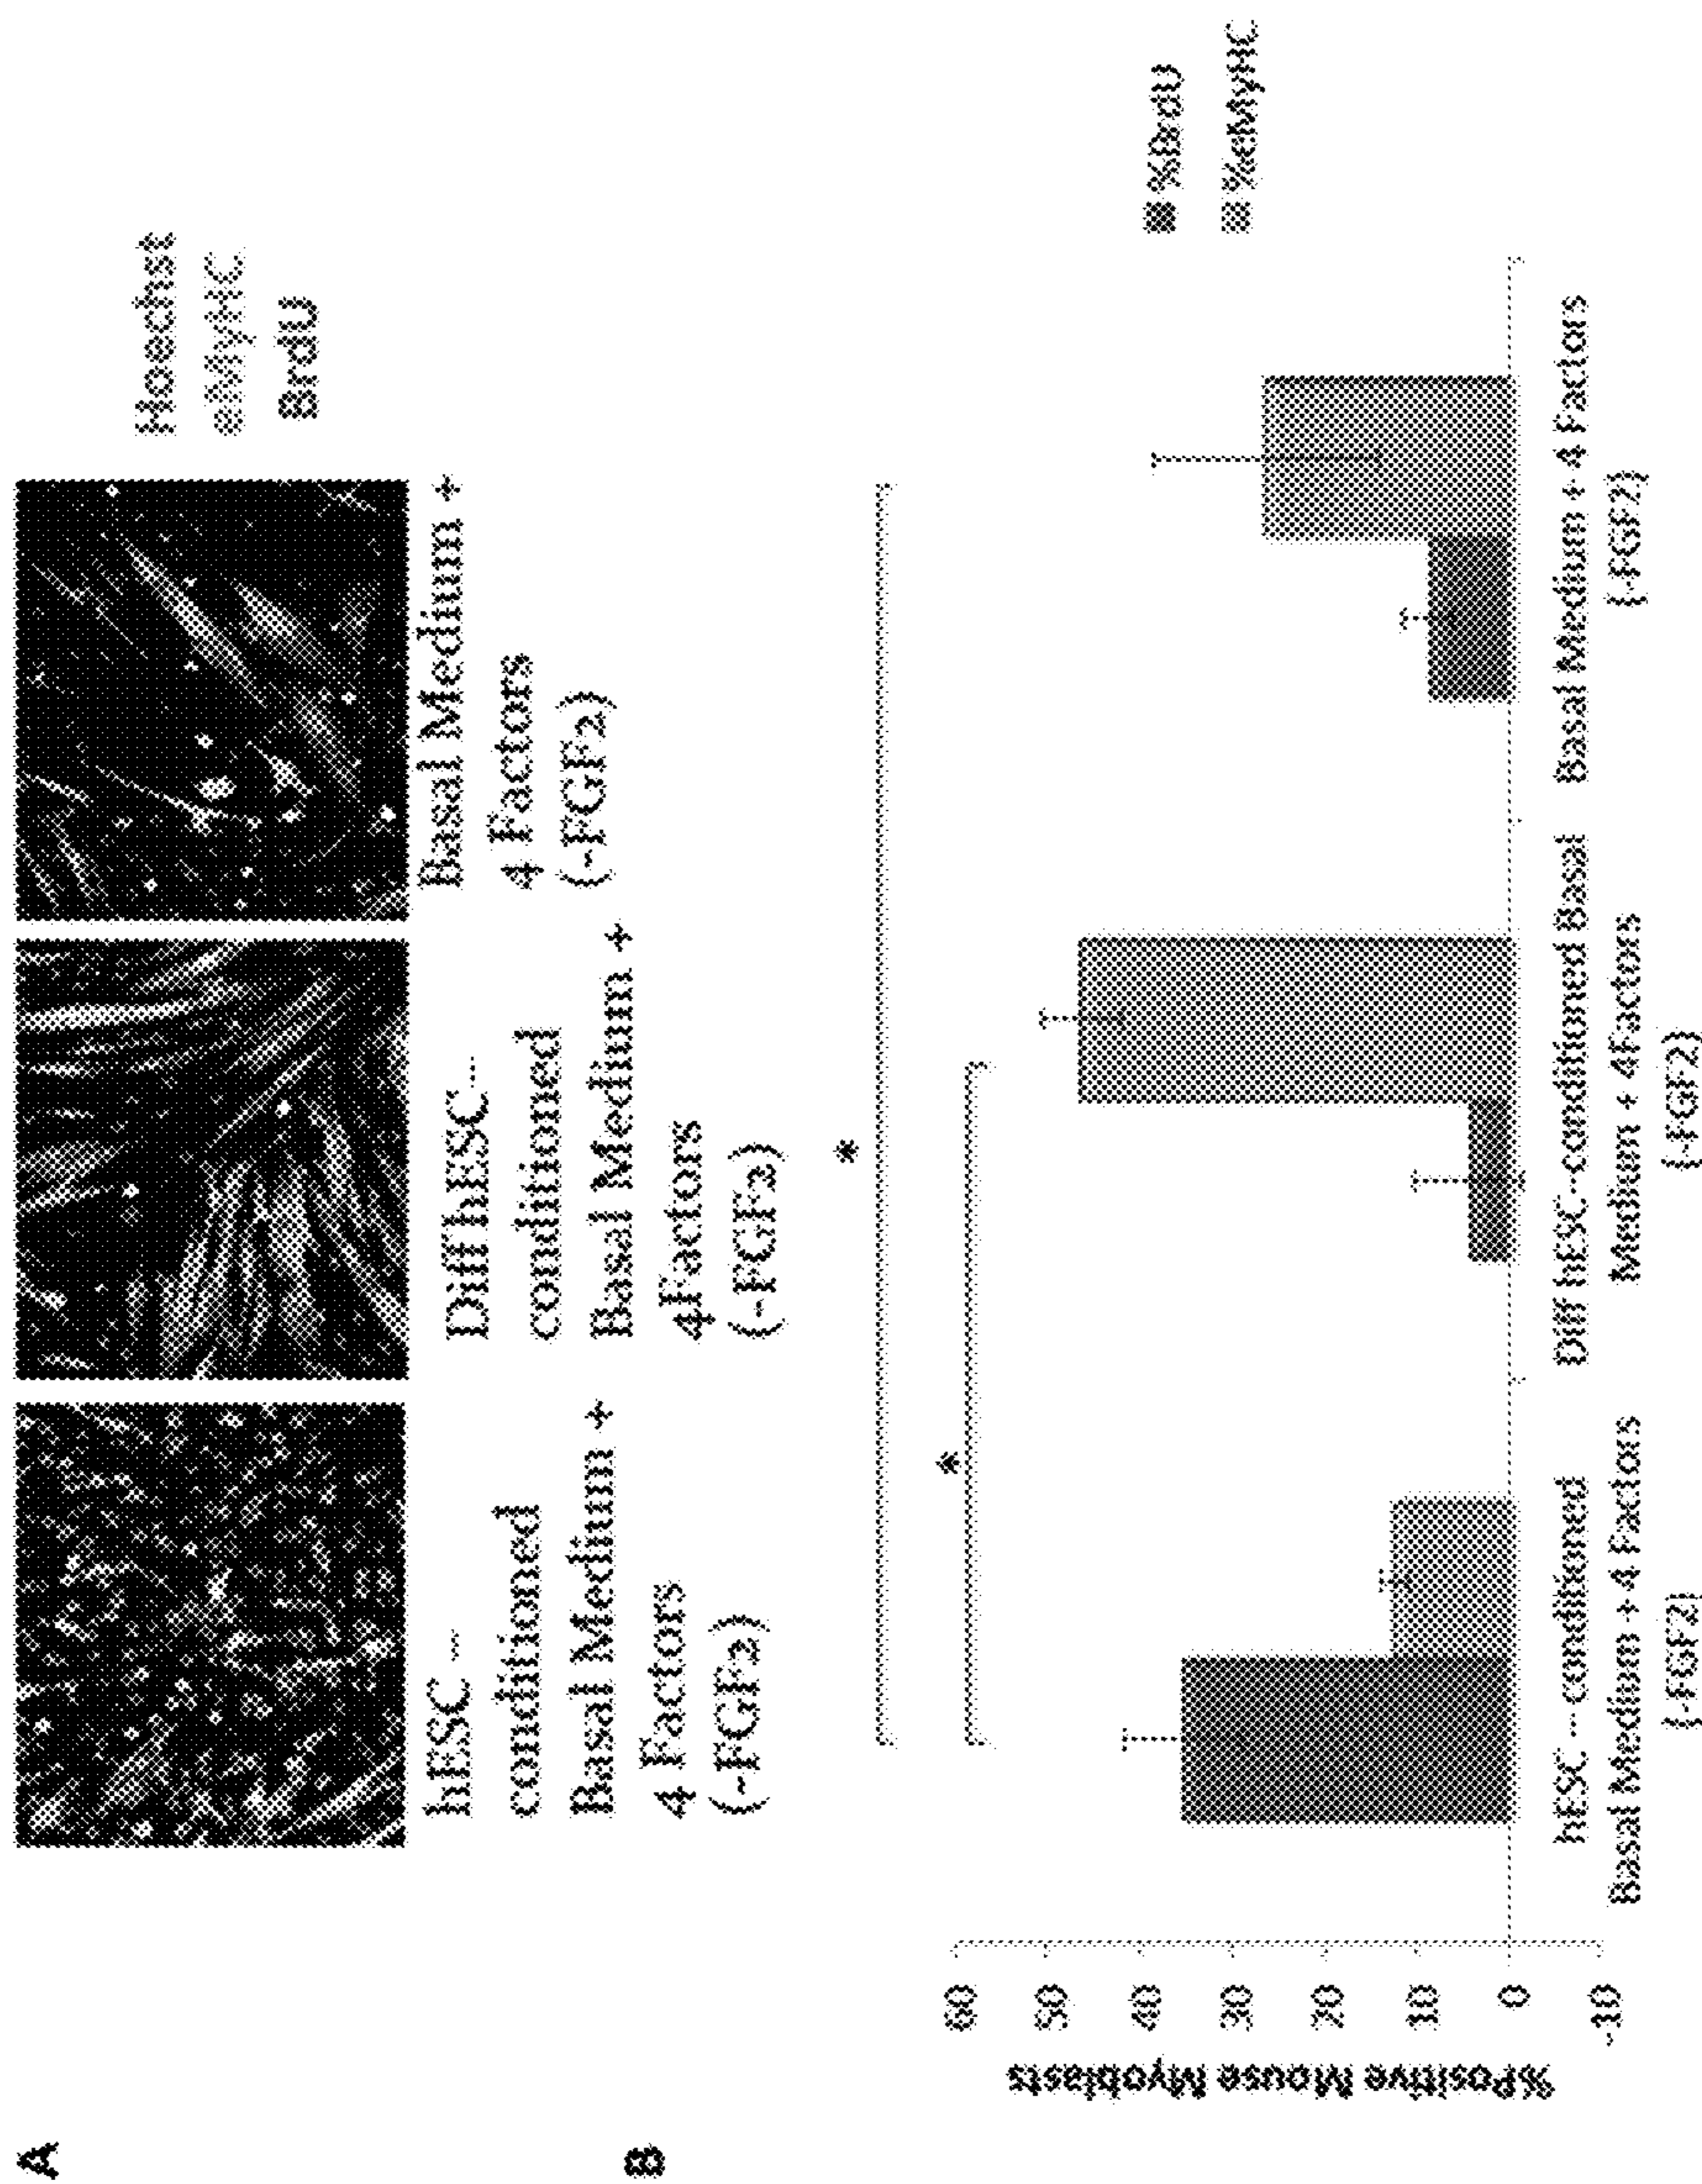 A
Hoechst
eMyHC
BrdU
hESC –
conditioned
Basal Medium +
4 Factors
(-FGF2)
Diff hESC–
conditioned
Basal Medium +
4Factors
(-FGF2)
Basal Medium +
4 Factors
(-FGF2)
B
*
*
%Positive Mouse Myoblasts
60
50
40
30
20
10
0
-10
%BrdU
%eMyHC
hESC -- conditioned
Basal Medium + 4 Factors
(-FGF2)
Diff hESC--conditioned Basal
Medium + 4Factors
(-FGF2)
Basal Medium + 4 Factors
(-FGF2)